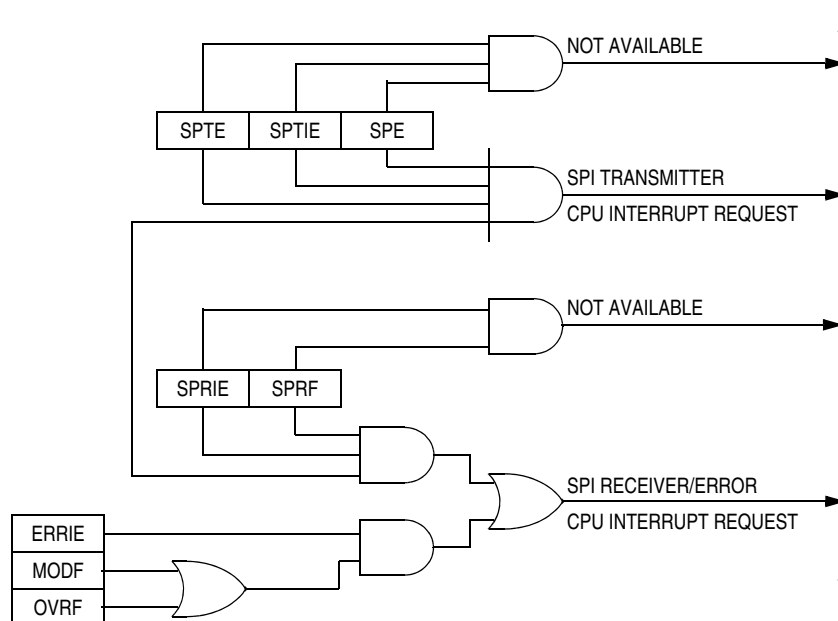 NOT AVAILABLE
SPTE SPTIE SPE
SPI TRANSMITTER
CPU INTERRUPT REQUEST
NOT AVAILABLE
SPRIE SPRF
SPI RECEIVER/ERROR
CPU INTERRUPT REQUEST
ERRIE
MODF
OVRF